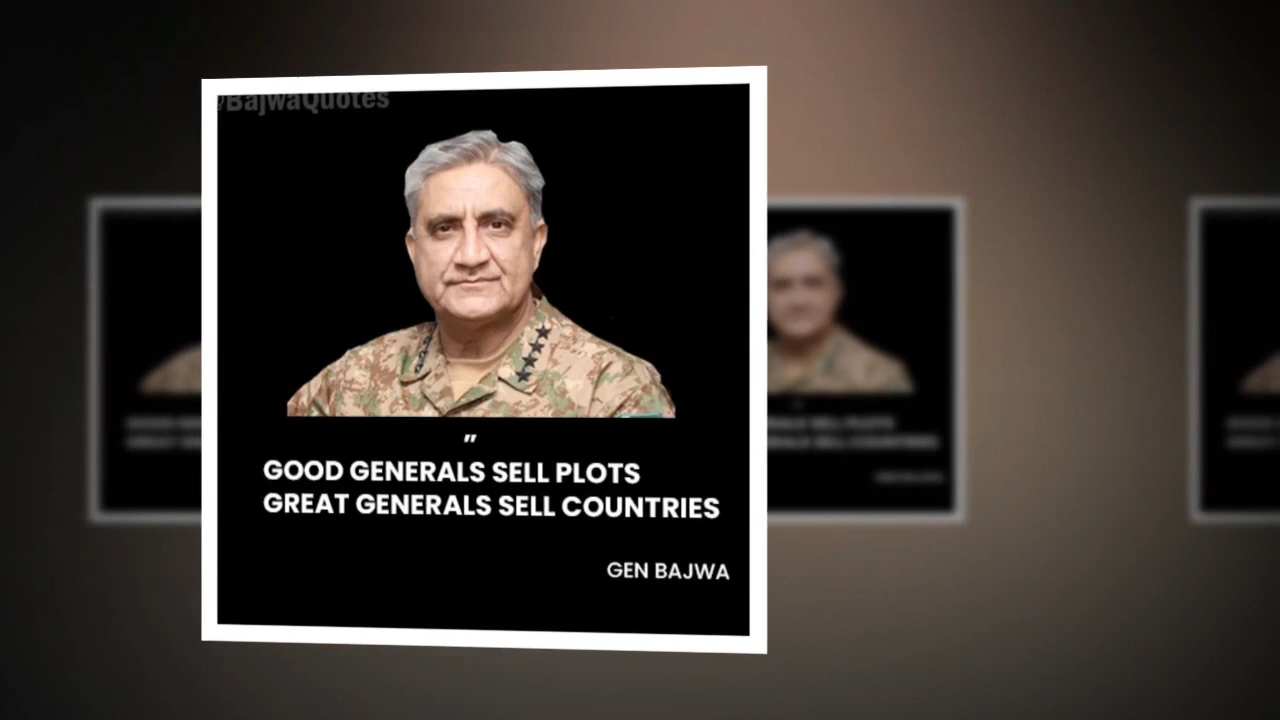 @BajwaQuotes
"
GOOD GENERALS SELL PLOTS
GREAT GENERALS SELL COUNTRIES
GEN BAJWA